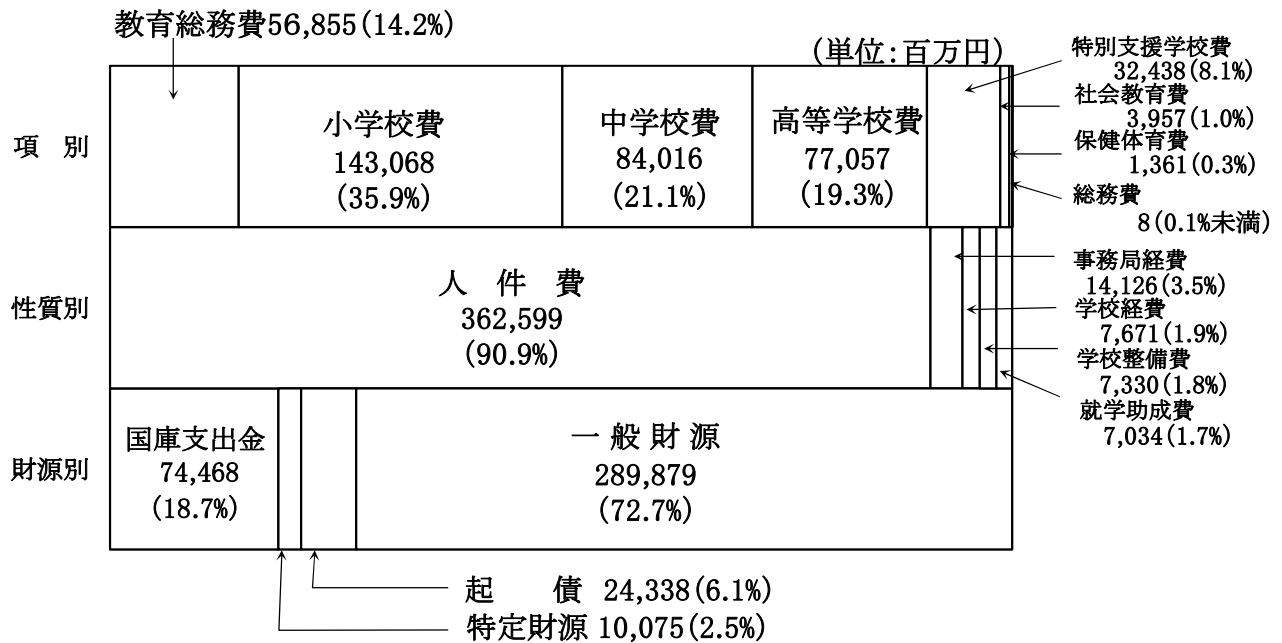 教育総務費56,855(14.2%)
(単位:百万円)
項　別
小学校費
143,068
(35.9%)
中学校費
84,016
(21.1%)
高等学校費
77,057
(19.3%)
特別支援学校費
32,438(8.1%)
社会教育費
3,957(1.0%)
保健体育費
1,361(0.3%)
総務費
8(0.1%未満)
性質別
人　件　費
362,599
(90.9%)
事務局経費
14,126(3.5%)
学校経費
7,671(1.9%)
学校整備費
7,330(1.8%)
就学助成費
7,034(1.7%)
財源別
国庫支出金
74,468
(18.7%)
一 般 財 源
289,879
(72.7%)
起　　債 24,338(6.1%)
特定財源 10,075(2.5%)